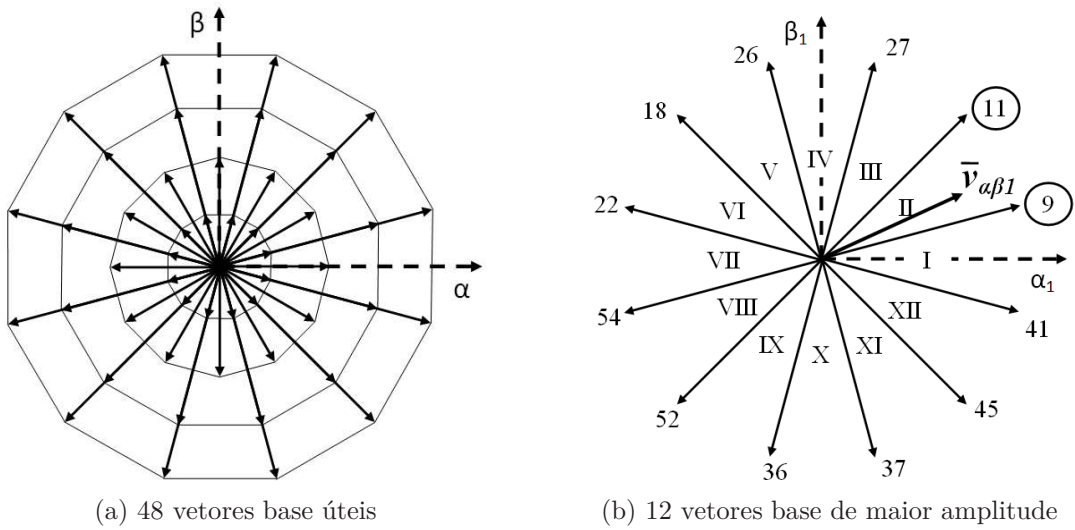 β
α
β₁
26
27
18
11
IV
III
V
v̅αβ1
22
VI
II
9
VII
I
α₁
54
VIII
XII
41
IX
X
XI
52
45
36
37
(a) 48 vetores base úteis
(b) 12 vetores base de maior amplitude